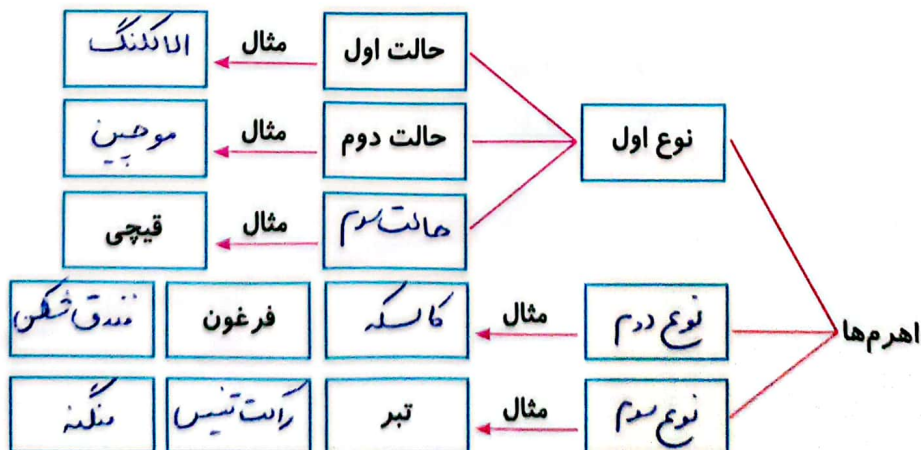 حالت اول مثال الاکلنگ
حالت دوم مثال موچین
نوع اول
حالت سوم مثال قیچی
نوع دوم مثال کالسکه فرغون فندق شکن
اهرم‌ها
نوع سوم مثال تبر راکت تنیس منگنه